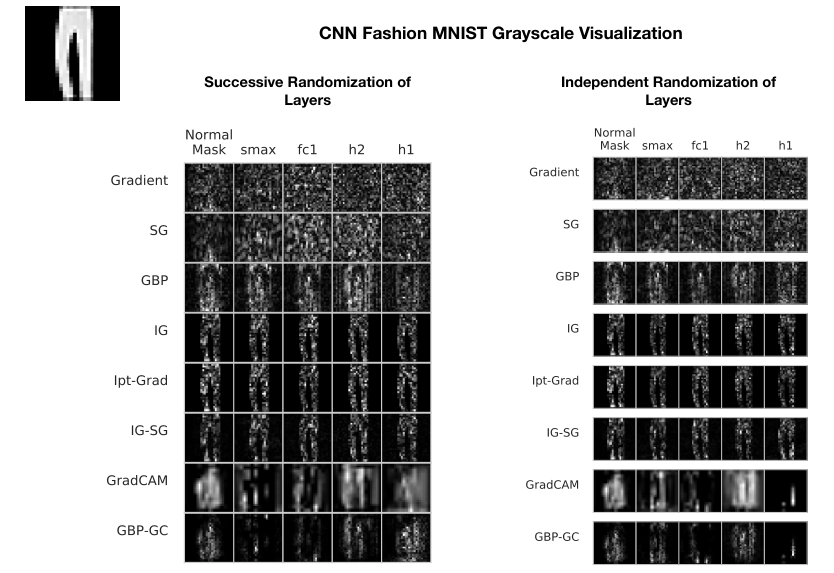 CNN Fashion MNIST Grayscale Visualization
Successive Randomization of
Layers
Normal
Mask smax fc1 h2 h1
Gradient
SG
GBP
IG
Ipt-Grad
IG-SG
GradCAM
GBP-GC
Independent Randomization of
Layers
Normal
Mask smax fc1 h2 h1
Gradient
SG
GBP
IG
Ipt-Grad
IG-SG
GradCAM
GBP-GC